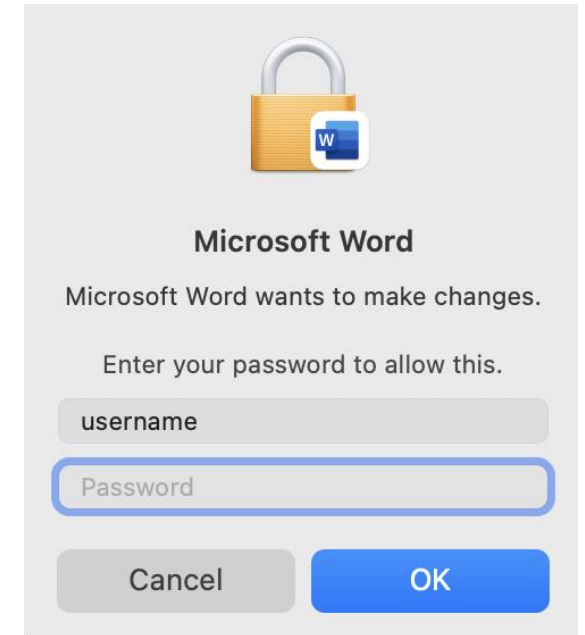 W
Microsoft Word
Microsoft Word wants to make changes.
Enter your password to allow this.
username
Password
Cancel OK